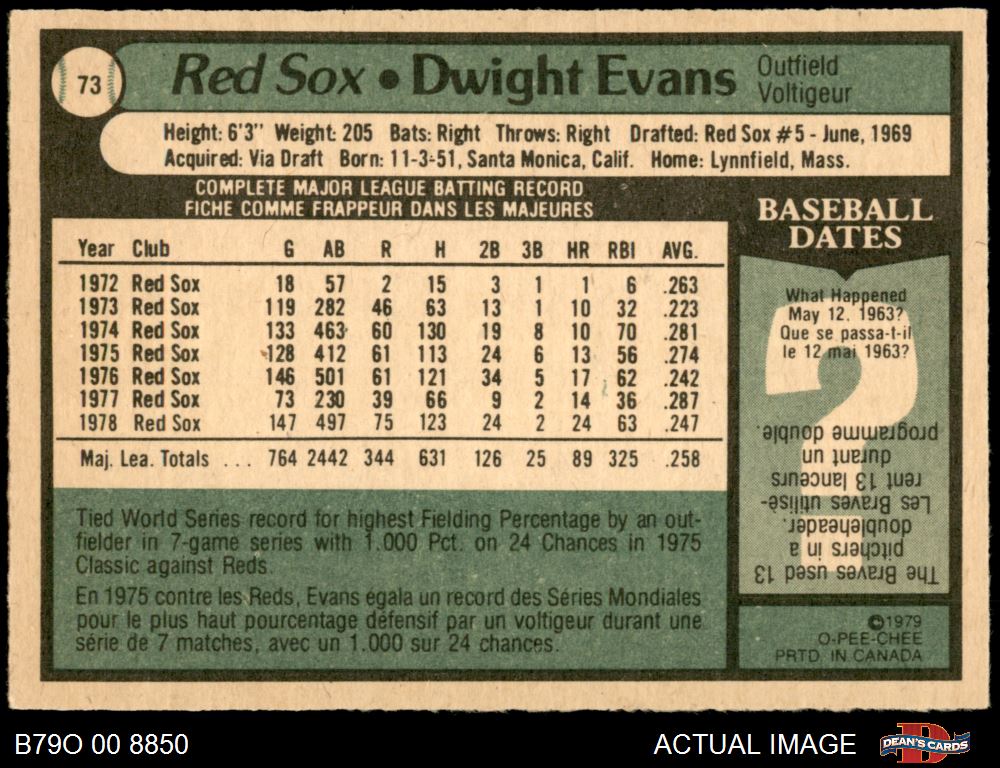 73
Red Sox • Dwight Evans
Outfield
Voltigeur
Height: 6'3" Weight: 205 Bats: Right Throws: Right Drafted: Red Sox #5 - June, 1969
Acquired: Via Draft Born: 11-3-51, Santa Monica, Calif. Home: Lynnfield, Mass.
COMPLETE MAJOR LEAGUE BATTING RECORD
FICHE COMME FRAPPEUR DANS LES MAJEURES
Year Club G AB R H 2B 3B HR RBI AVG.
1972 Red Sox 18 57 2 15 3 1 1 6 .263
1973 Red Sox 119 282 46 63 13 1 10 32 .223
1974 Red Sox 133 463 60 130 19 8 10 70 .281
1975 Red Sox 128 412 61 113 24 6 13 56 .274
1976 Red Sox 146 501 61 121 34 5 17 62 .242
1977 Red Sox 73 230 39 66 9 2 14 36 .287
1978 Red Sox 147 497 75 123 24 2 24 63 .247
Maj. Lea. Totals ... 764 2442 344 631 126 25 89 325 .258
Tied World Series record for highest Fielding Percentage by an out-
fielder in 7-game series with 1.000 Pct. on 24 Chances in 1975
Classic against Reds.
En 1975 contre les Reds, Evans égala un record des Séries Mondiales
pour le plus haut pourcentage défensif par un voltigeur durant une
série de 7 matches, avec un 1.000 sur 24 chances.
BASEBALL
DATES
What Happened
May 12, 1963?
Que se passa-t-il
le 12 mai 1963?
The Braves used 13
pitchers in a
doubleheader.
Les Braves utilisè-
rent 13 lanceurs
durant un
programme double.
©1979
O-PEE-CHEE
PRTD. IN CANADA
B79O 00 8850
ACTUAL IMAGE
DEAN'S CARDS